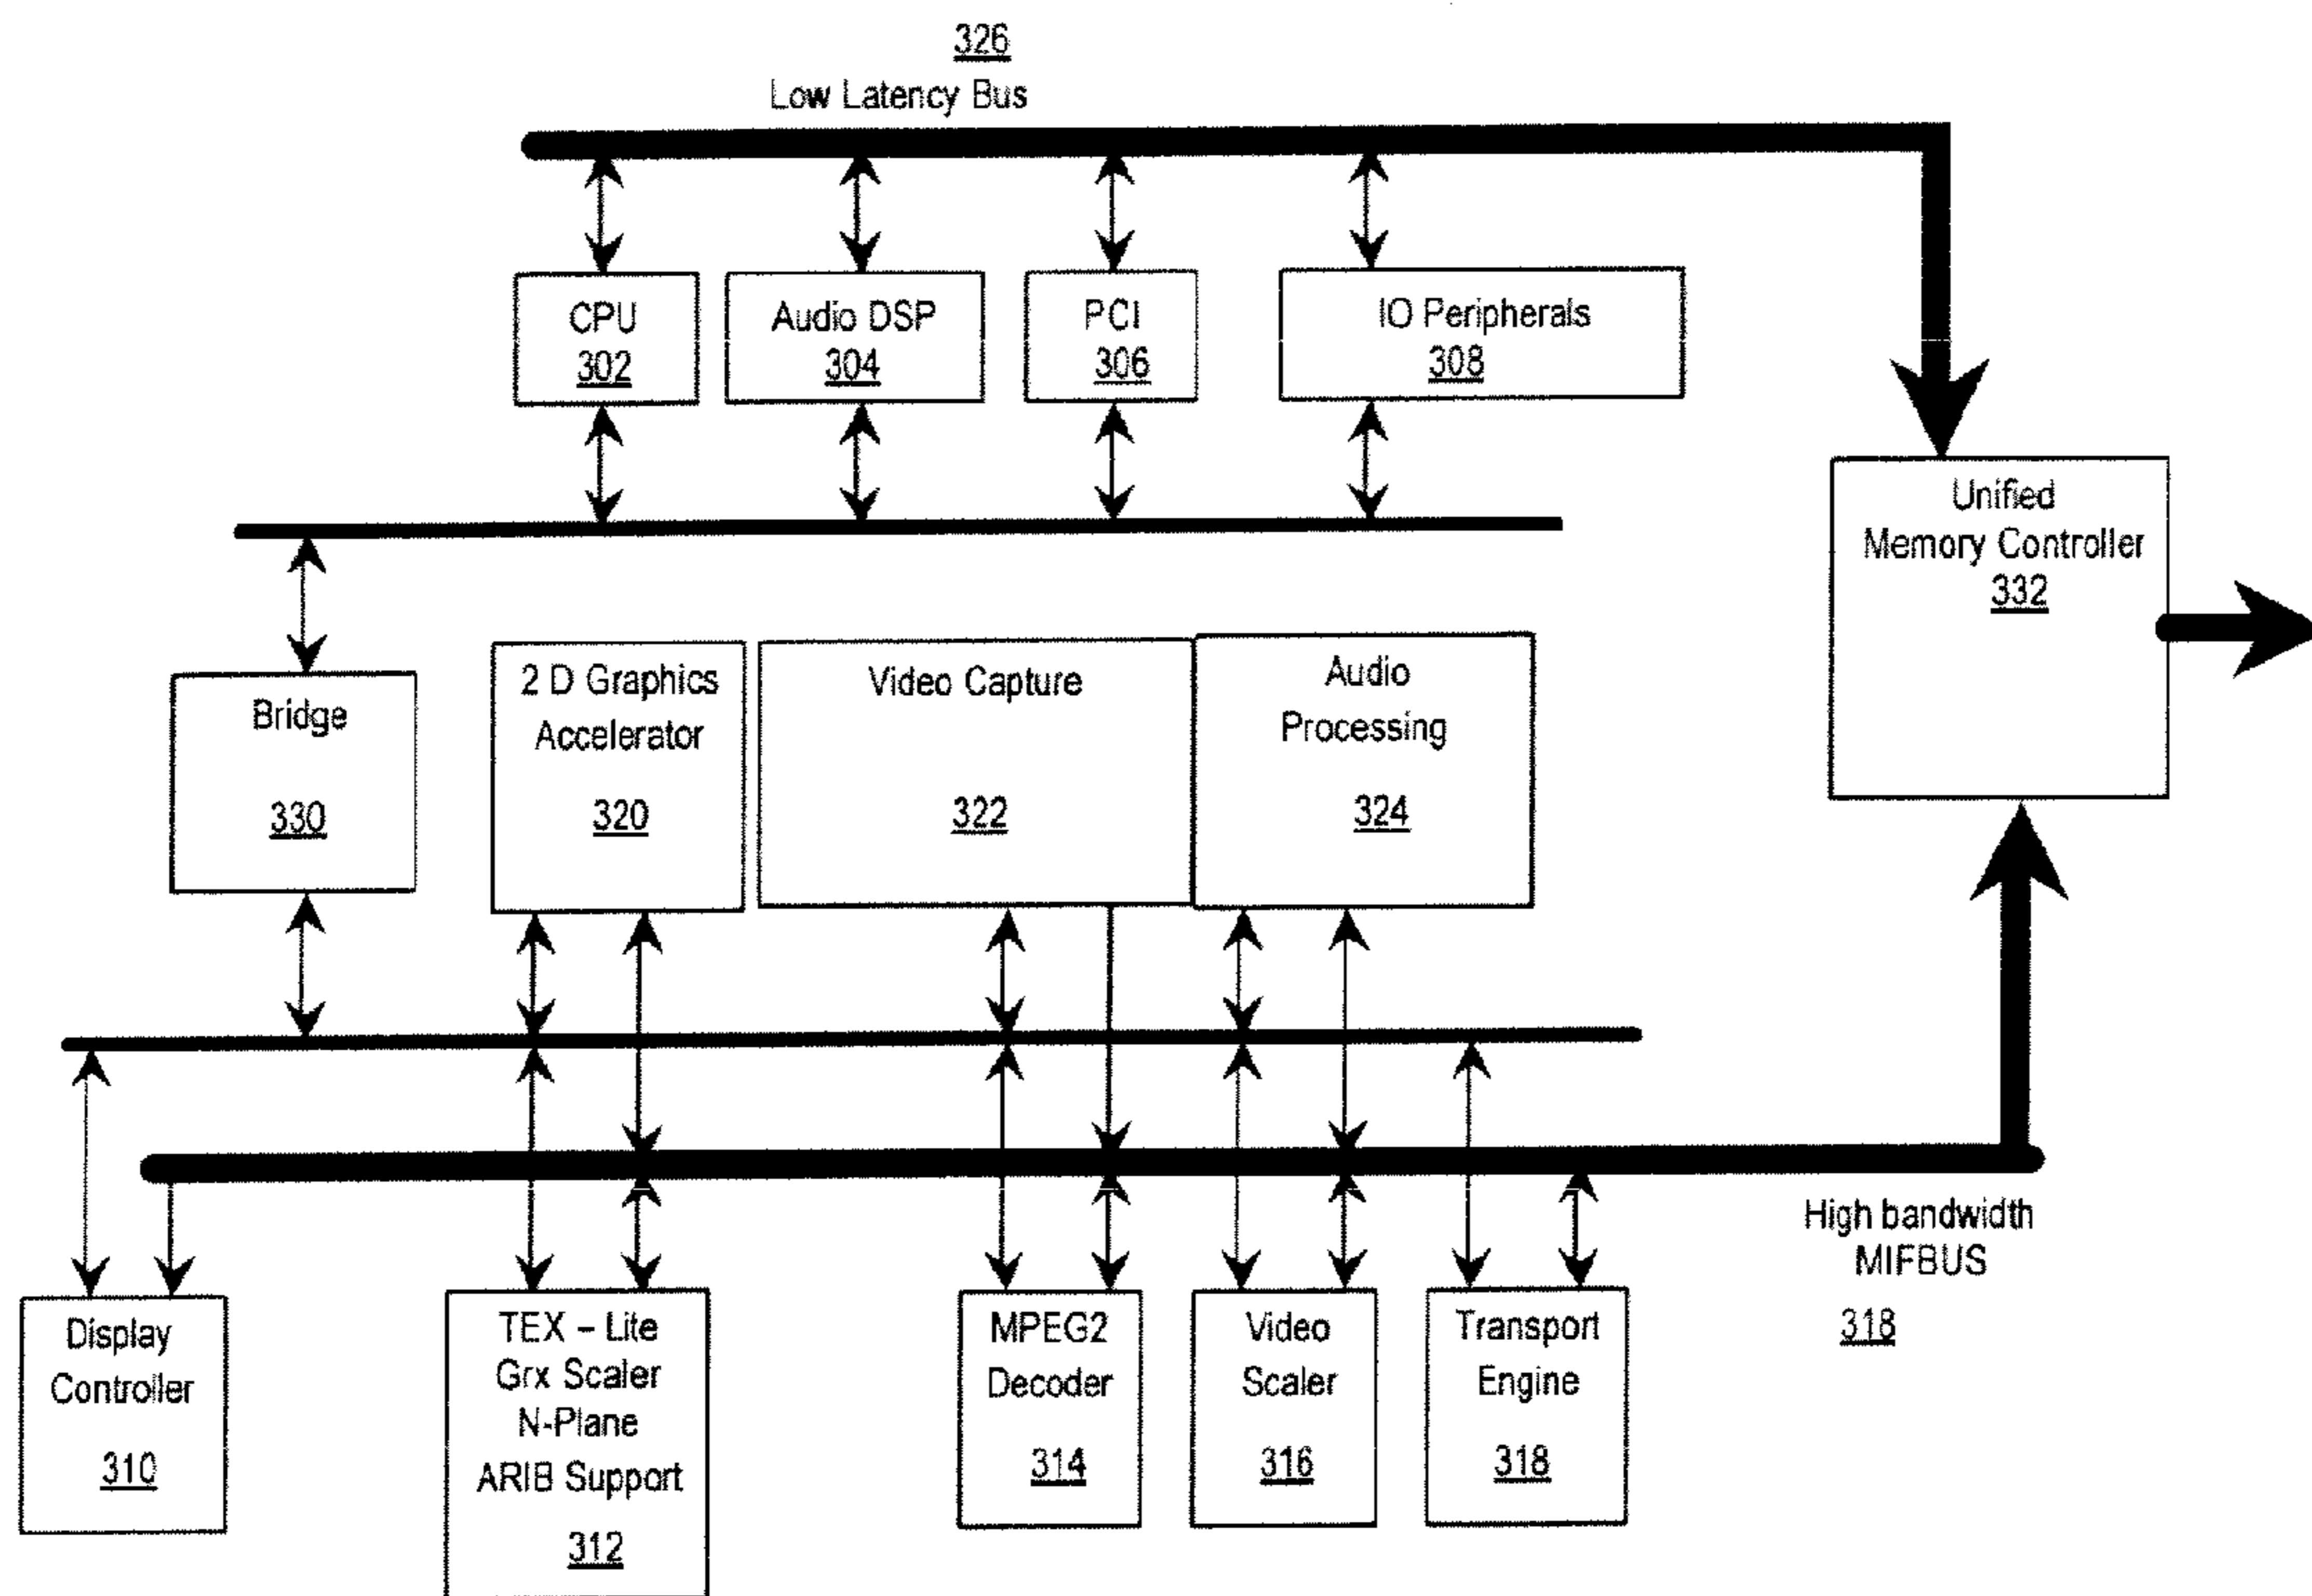 326
Low Latency Bus
CPU
302
Audio DSP
304
PCI
306
IO Peripherals
308
Unified
Memory Controller
332
Bridge
330
2 D Graphics
Accelerator
320
Video Capture
322
Audio
Processing
324
High bandwidth
MIFBUS
318
Display
Controller
310
TEX – Lite
Grx Scaler
N-Plane
ARIB Support
312
MPEG2
Decoder
314
Video
Scaler
316
Transport
Engine
318